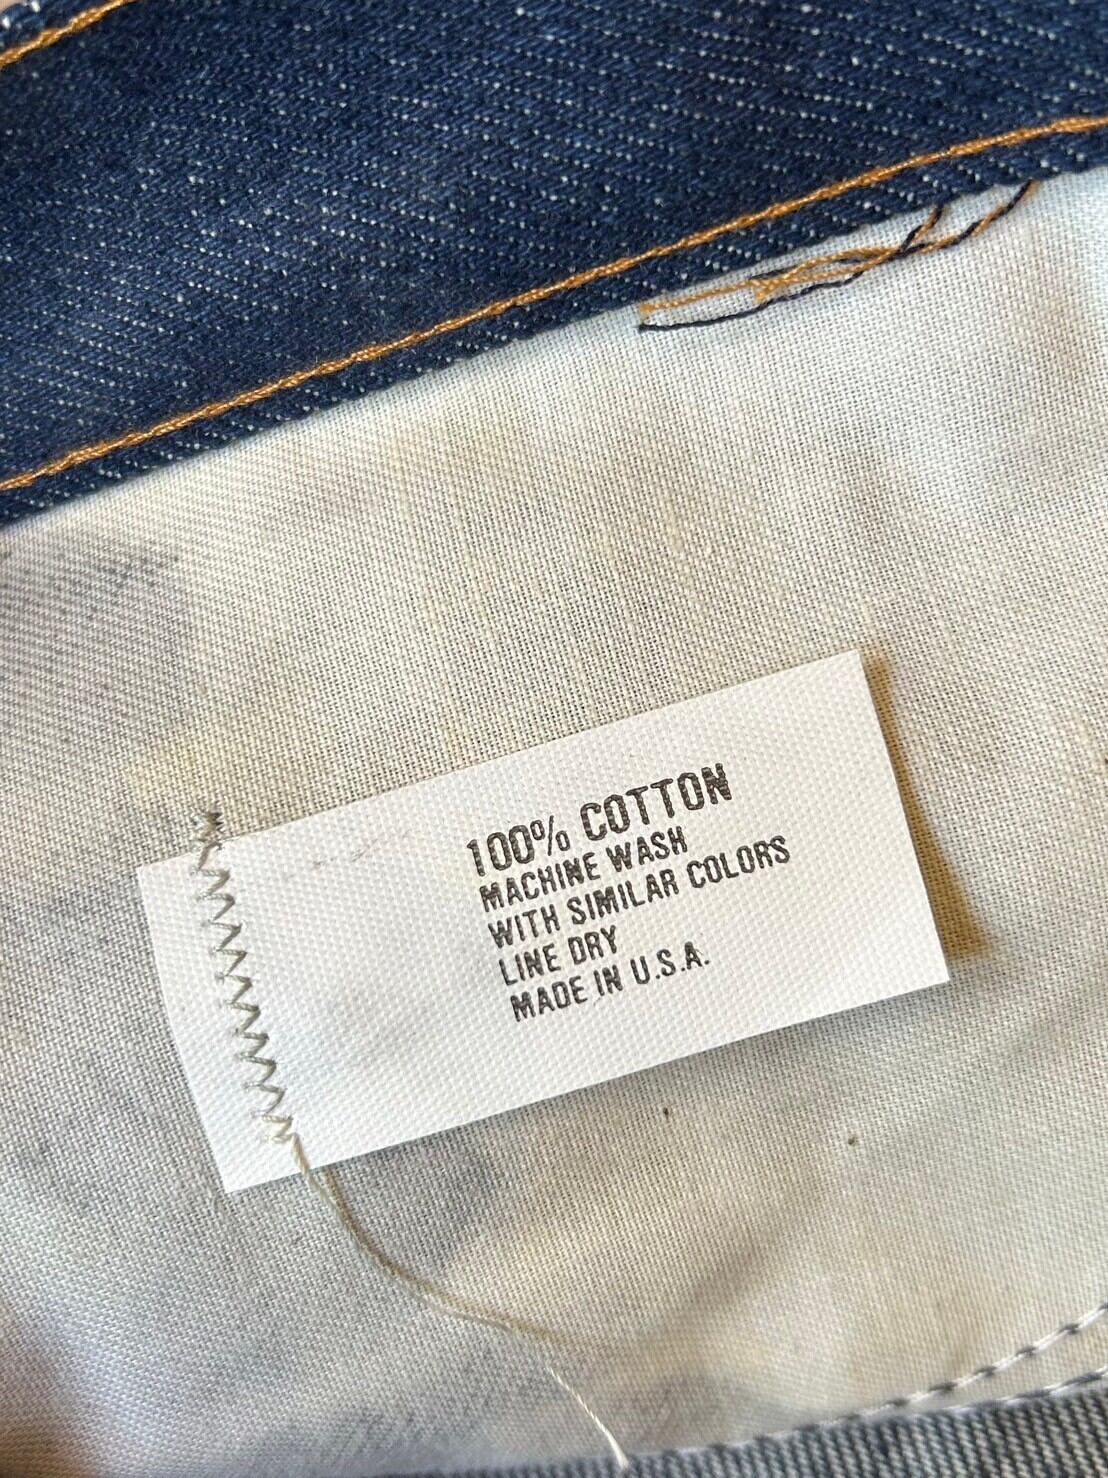 100% COTTON
MACHINE WASH
WITH SIMILAR COLORS
LINE DRY
MADE IN U.S.A.